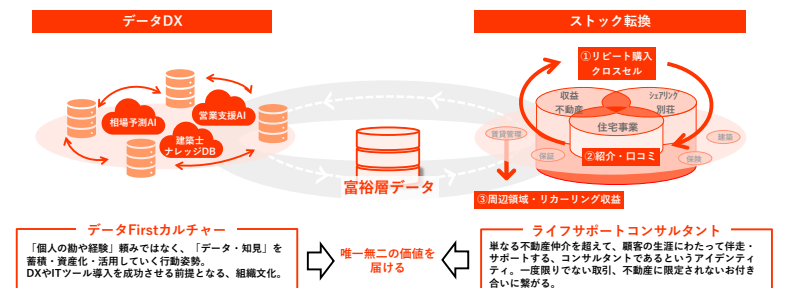 データDX
ストック転換
①リピート購入
クロスセル
収益
不動産
シェアリング
別荘
相場予測AI
営業支援AI
建築士
ナレッジDB
住宅事業
賃貸管理
建築
保証
②紹介・口コミ
保険
富裕層データ
③周辺領域・リカーリング収益
データFirstカルチャー
「個人の勘や経験」頼みではなく、「データ・知見」を
蓄積・資産化・活用していく行動姿勢。
DXやITツール導入を成功させる前提となる、組織文化。
唯一無二の価値を
届ける
ライフサポートコンサルタント
単なる不動産仲介を超えて、顧客の生涯にわたって伴走・
サポートする、コンサルタントであるというアイデンティ
ティ。一度限りでない取引、不動産に限定されないお付き
合いに繋がる。